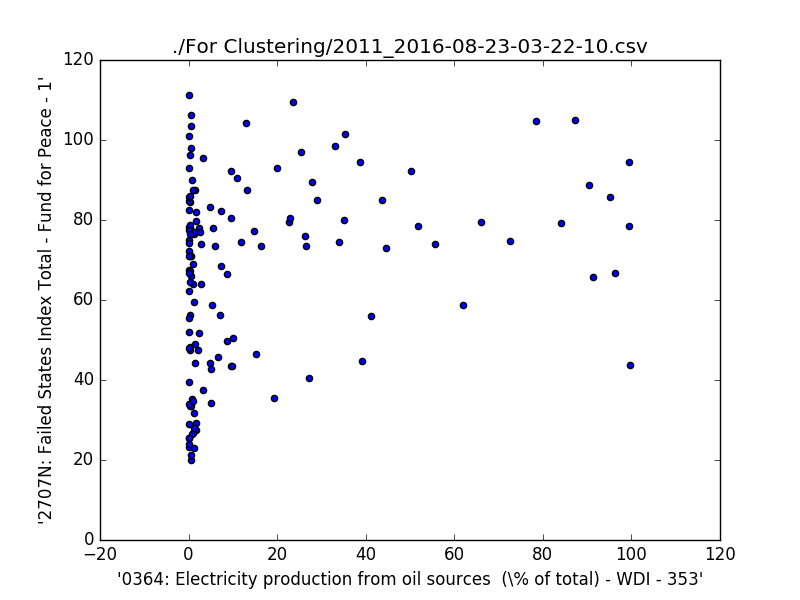 ./For Clustering/2011_2016-08-23-03-22-10.csv
'2707N: Failed States Index Total - Fund for Peace - 1'
120
100
80
60
40
20
0
−20 0 20 40 60 80 100 120
'0364: Electricity production from oil sources  (\% of total) - WDI - 353'